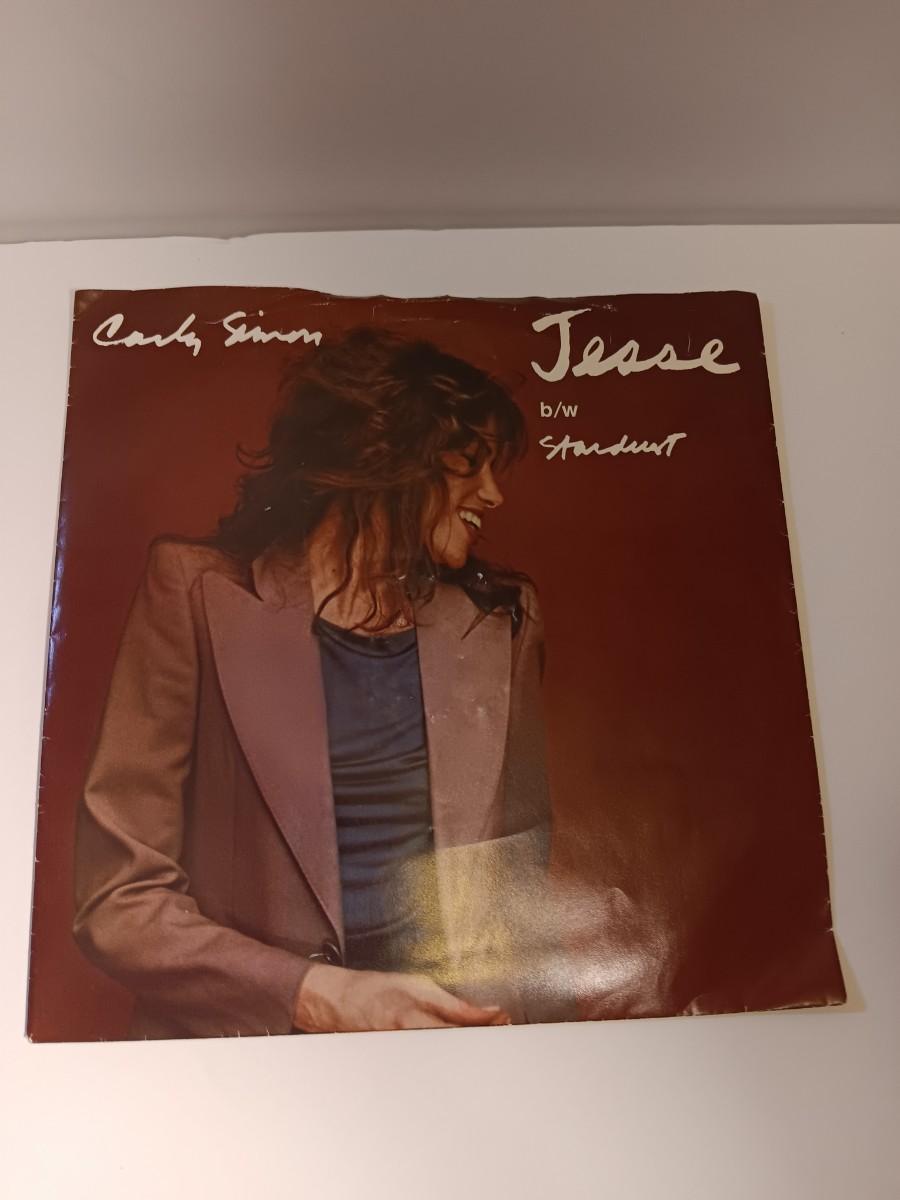 Carly Simon
Jesse
b/w
Stardust